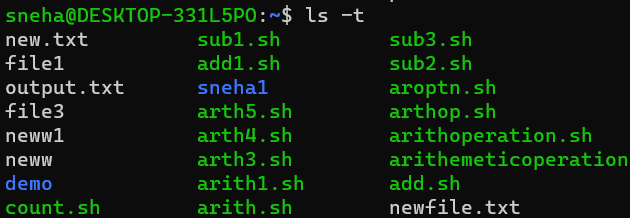 sneha@DESKTOP-331L5PO:~$ ls -t
new.txt sub1.sh sub3.sh
file1 add1.sh sub2.sh
output.txt sneha1 aroptn.sh
file3 arth5.sh arthop.sh
neww1 arth4.sh arithoperation.sh
neww arth3.sh arithemeticoperation
demo arith1.sh add.sh
count.sh arith.sh newfile.txt